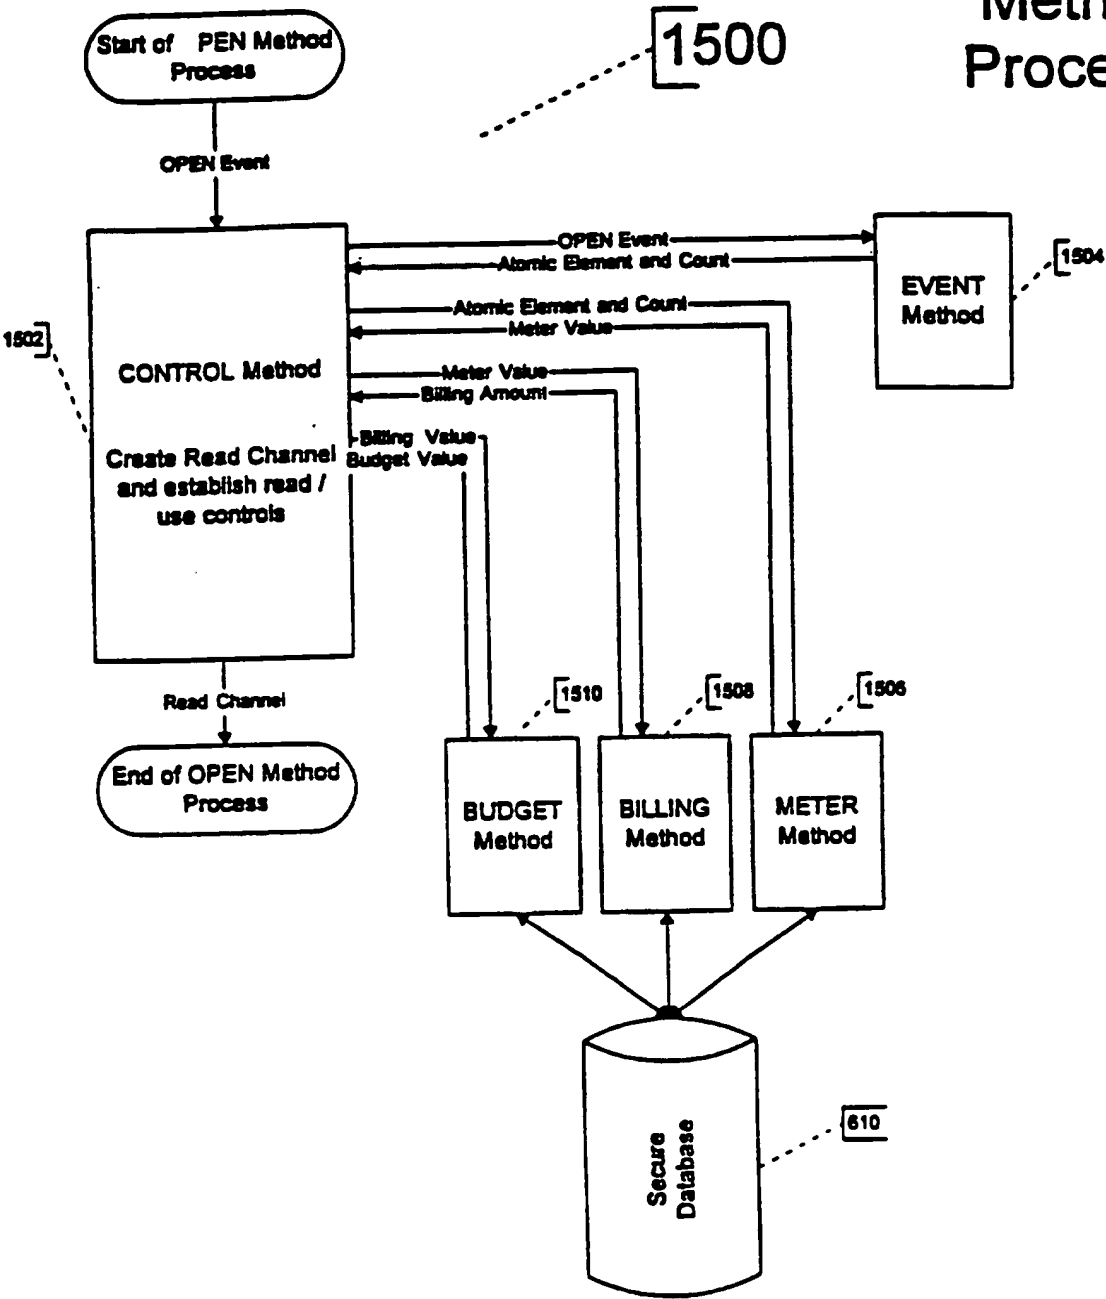 Start of PEN Method
Process
1500
Meth
Proce
OPEN Event
OPEN Event
Atomic Element and Count
EVENT
Method
1504
Atomic Element and Count
Meter Value
1502
CONTROL Method
Meter Value
Billing Amount
Billing Value
Budget Value
Create Read Channel
and establish read /
use controls
Read Channel
1510
1508
1506
End of OPEN Method
Process
BUDGET
Method
BILLING
Method
METER
Method
610
Secure
Database